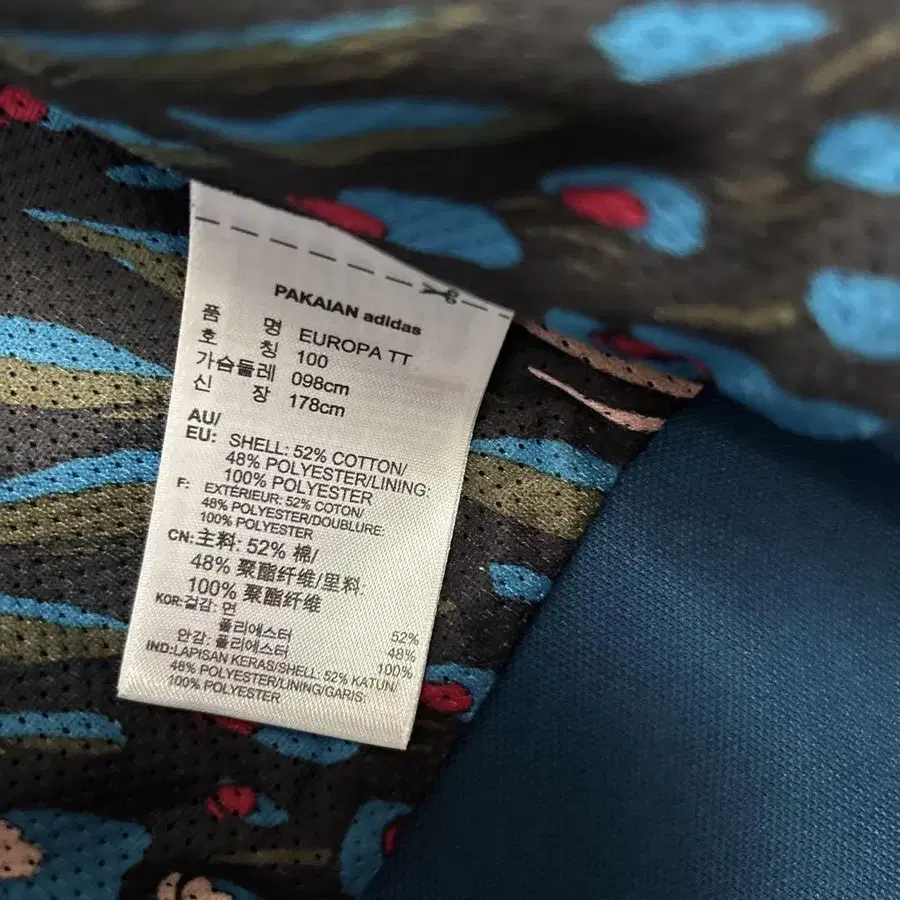 PAKAIAN adidas
품 명 EUROPA TT
호 칭 100
가슴둘레 098cm
신 장 178cm
AU/
EU: SHELL: 52% COTTON/
48% POLYESTER/LINING:
100% POLYESTER
F: EXTÉRIEUR: 52% COTON/
48% POLYESTER/DOUBLURE:
100% POLYESTER
CN:主料: 52% 棉/
48% 聚酯纤维/里料:
100% 聚酯纤维
KOR:겉감: 면 52%
폴리에스터 48%
안감: 폴리에스터 100%
IND:LAPISAN KERAS/SHELL: 52% KATUN/
48% POLYESTER/LINING/GARIS:
100% POLYESTER